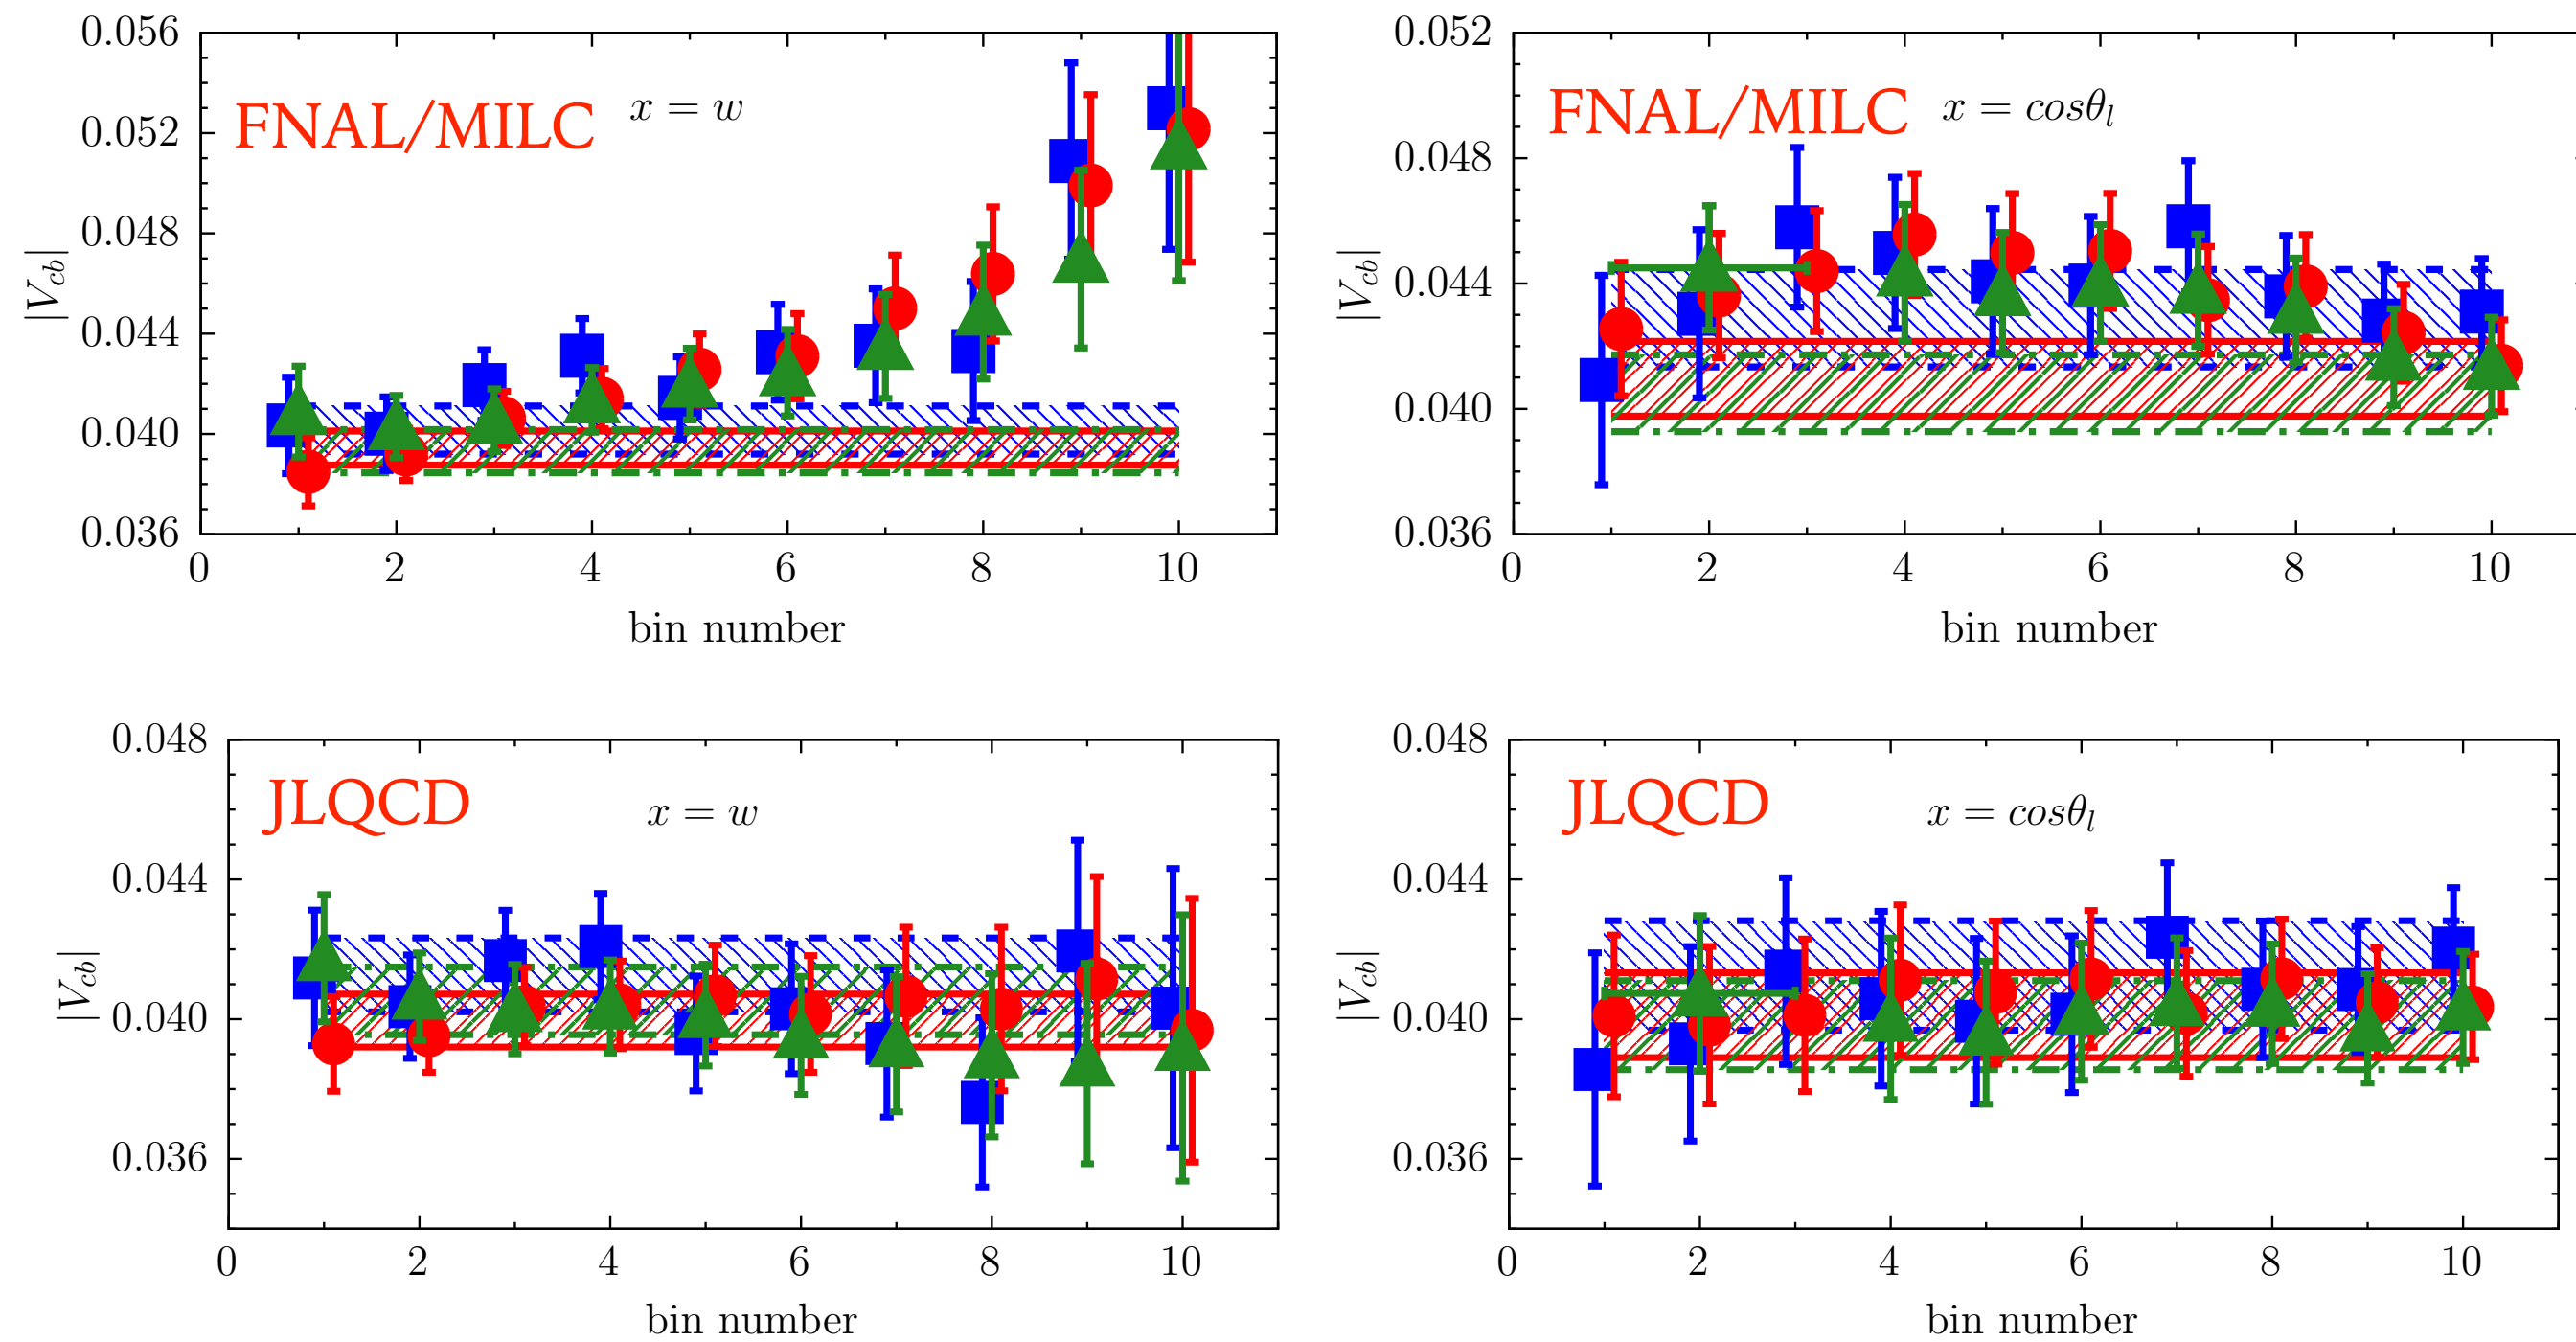 FNAL/MILC x = w
|V_cb|
0.056
0.052
0.048
0.044
0.040
0.036
0 2 4 6 8 10
bin number
FNAL/MILC x = cosθ_l
|V_cb|
0.052
0.048
0.044
0.040
0.036
0 2 4 6 8 10
bin number
JLQCD x = w
|V_cb|
0.048
0.044
0.040
0.036
0 2 4 6 8 10
bin number
JLQCD x = cosθ_l
|V_cb|
0.048
0.044
0.040
0.036
0 2 4 6 8 10
bin number